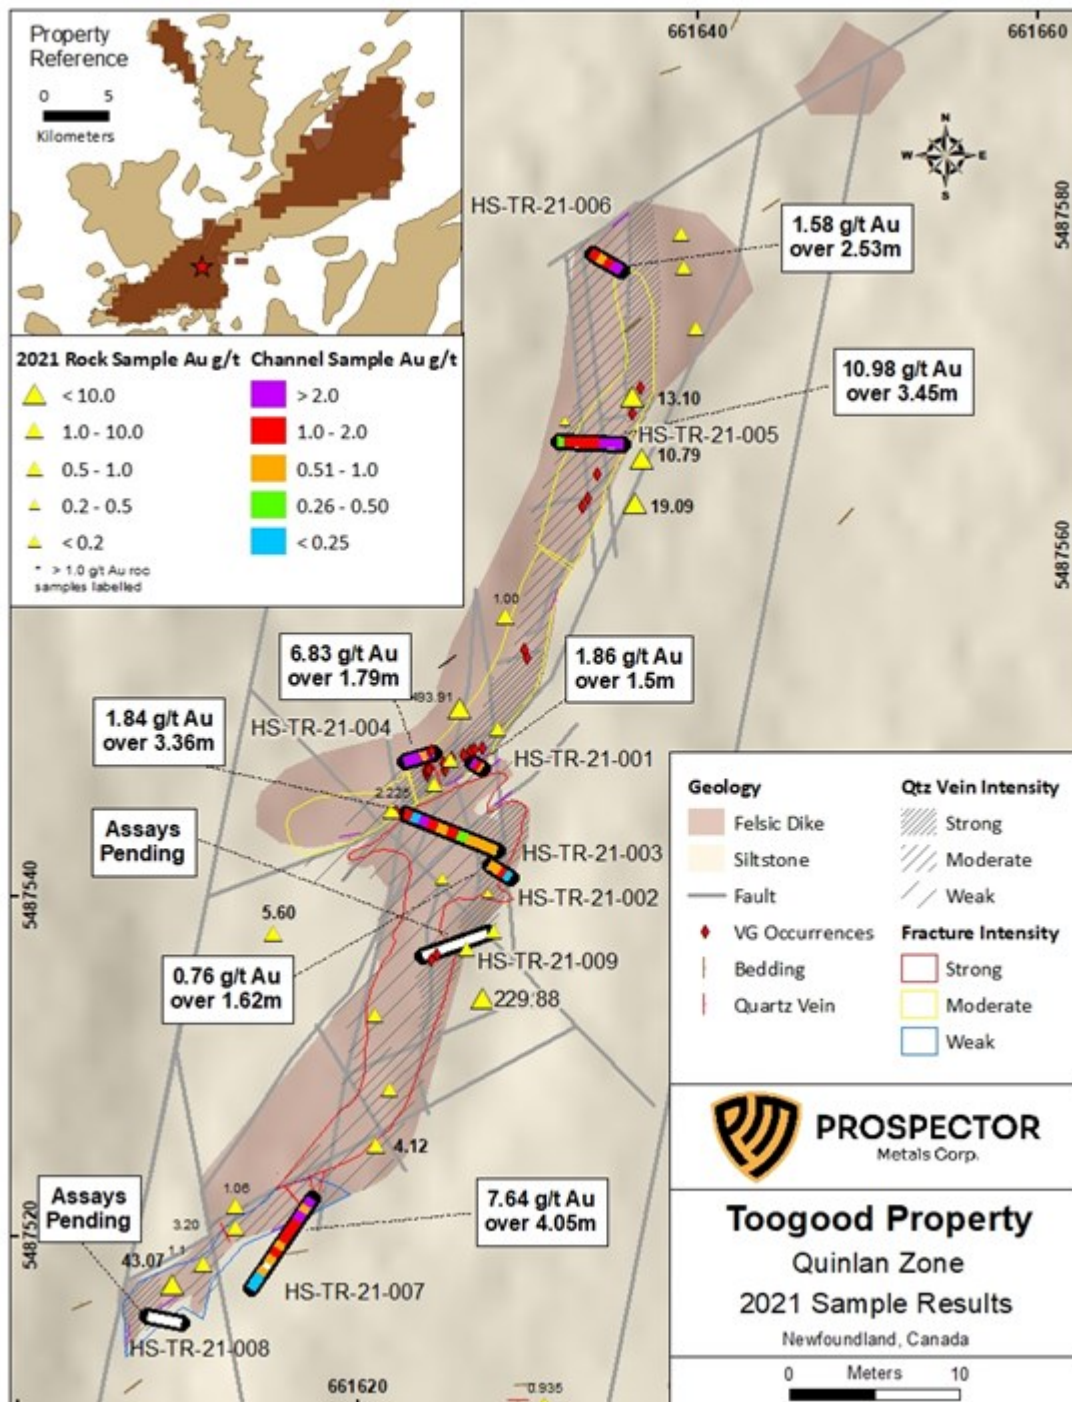 Property
Reference
0 5
Kilometers
661640
661660
N
W E
S
5487580
HS-TR-21-006
1.58 g/t Au
over 2.53m
2021 Rock Sample Au g/t
< 10.0
1.0 - 10.0
0.5 - 1.0
0.2 - 0.5
< 0.2
* > 1.0 g/t Au roc
samples labelled
Channel Sample Au g/t
> 2.0
1.0 - 2.0
0.51 - 1.0
0.26 - 0.50
< 0.25
10.98 g/t Au
over 3.45m
13.10
HS-TR-21-005
10.79
19.09
5487560
1.00
6.83 g/t Au
over 1.79m
1.86 g/t Au
over 1.5m
493.91
1.84 g/t Au
over 3.36m
HS-TR-21-004
HS-TR-21-001
2.225
Assays
Pending
HS-TR-21-003
HS-TR-21-002
5487540
5.60
HS-TR-21-009
0.76 g/t Au
over 1.62m
229.88
4.12
Geology
Felsic Dike
Siltstone
Fault
VG Occurrences
Bedding
Quartz Vein
Qtz Vein Intensity
Strong
Moderate
Weak
Fracture Intensity
Strong
Moderate
Weak
PROSPECTOR
Metals Corp.
Assays
Pending
1.06
3.20
1.1
43.07
5487520
7.64 g/t Au
over 4.05m
HS-TR-21-007
HS-TR-21-008
661620
0.935
Toogood Property
Quinlan Zone
2021 Sample Results
Newfoundland, Canada
0 Meters 10